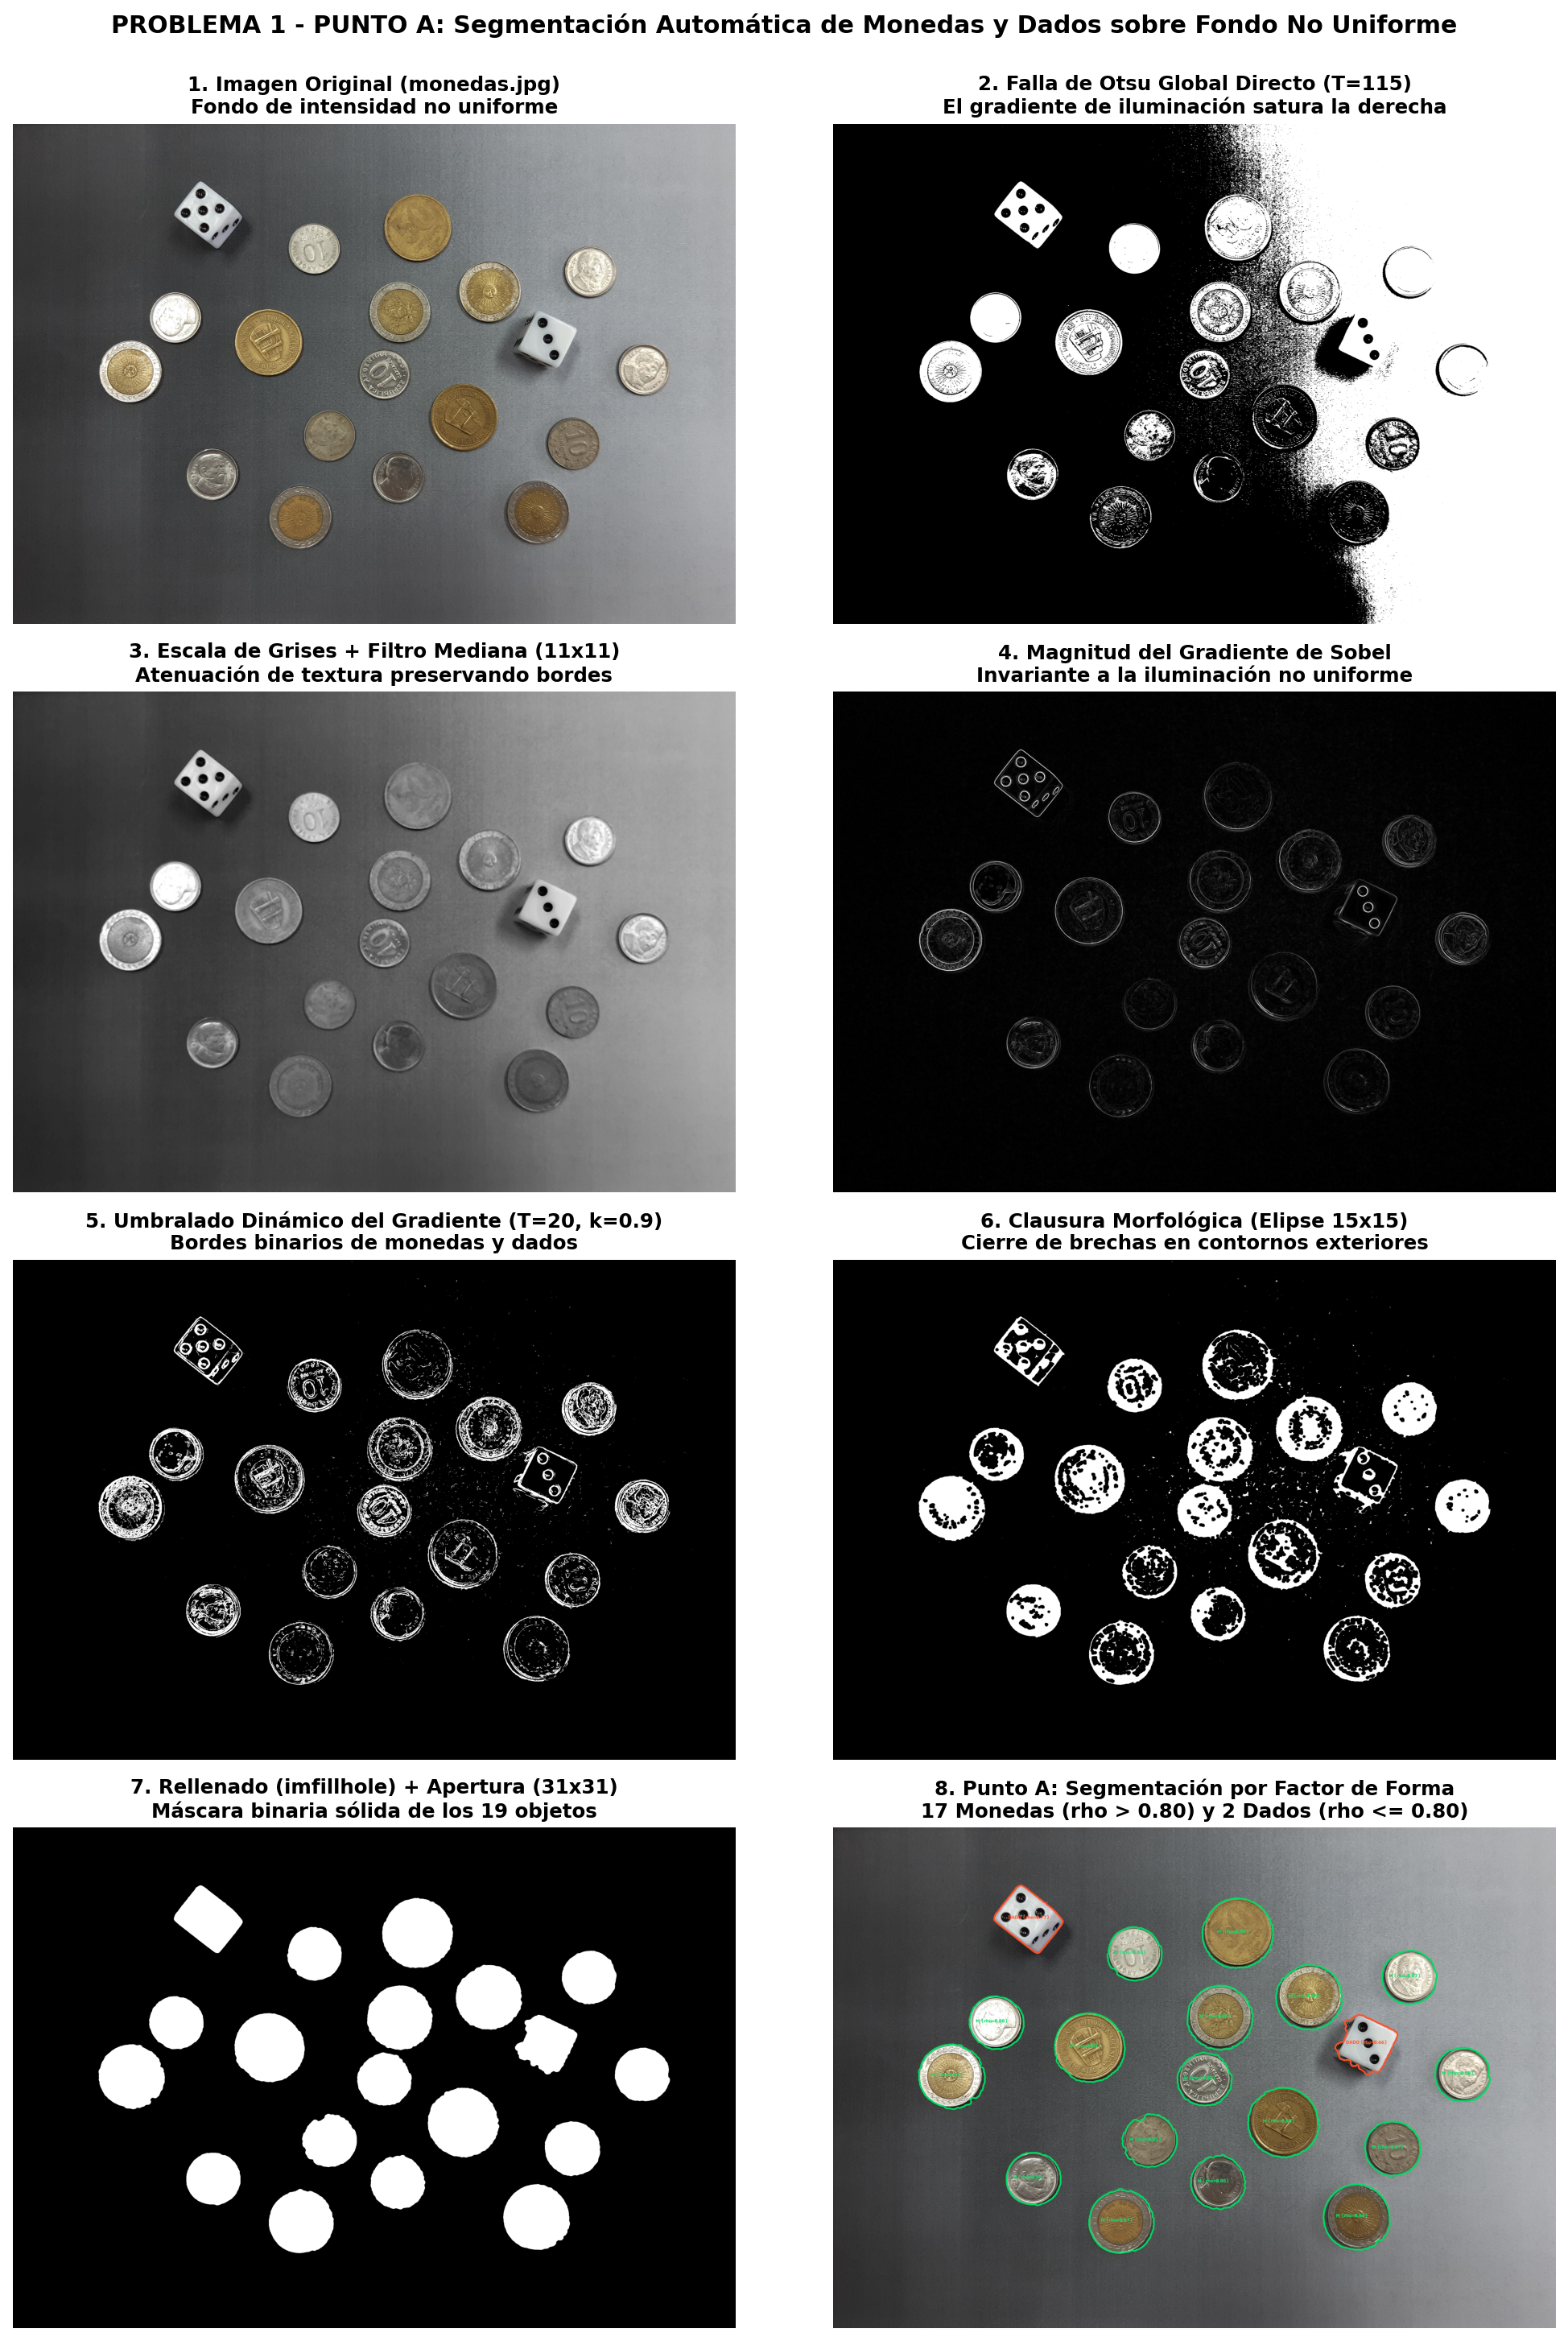 PROBLEMA 1 - PUNTO A: Segmentación Automática de Monedas y Dados sobre Fondo No Uniforme
1. Imagen Original (monedas.jpg)
Fondo de intensidad no uniforme
2. Falla de Otsu Global Directo (T=115)
El gradiente de iluminación satura la derecha
3. Escala de Grises + Filtro Mediana (11x11)
Atenuación de textura preservando bordes
4. Magnitud del Gradiente de Sobel
Invariante a la iluminación no uniforme
5. Umbralado Dinámico del Gradiente (T=20, k=0.9)
Bordes binarios de monedas y dados
6. Clausura Morfológica (Elipse 15x15)
Cierre de brechas en contornos exteriores
7. Rellenado (imfillhole) + Apertura (31x31)
Máscara binaria sólida de los 19 objetos
8. Punto A: Segmentación por Factor de Forma
17 Monedas (rho > 0.80) y 2 Dados (rho <= 0.80)